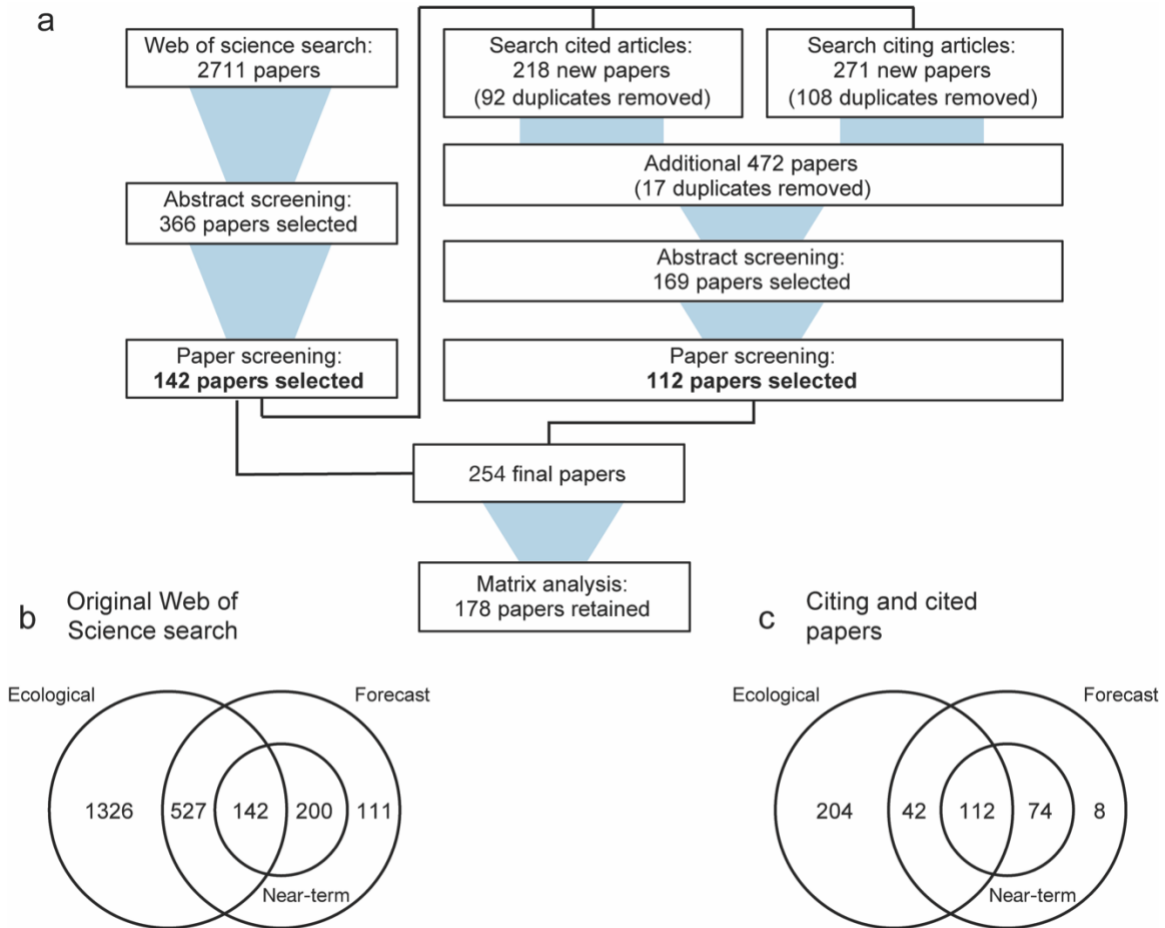 a
Web of science search:
2711 papers
Search cited articles:
218 new papers
(92 duplicates removed)
Search citing articles:
271 new papers
(108 duplicates removed)
Additional 472 papers
(17 duplicates removed)
Abstract screening:
366 papers selected
Abstract screening:
169 papers selected
Paper screening:
142 papers selected
Paper screening:
112 papers selected
254 final papers
Matrix analysis:
178 papers retained
b
Original Web of
Science search
Ecological
Forecast
1326 527 142 200 111
Near-term
c
Citing and cited
papers
Ecological
Forecast
204 42 112 74 8
Near-term